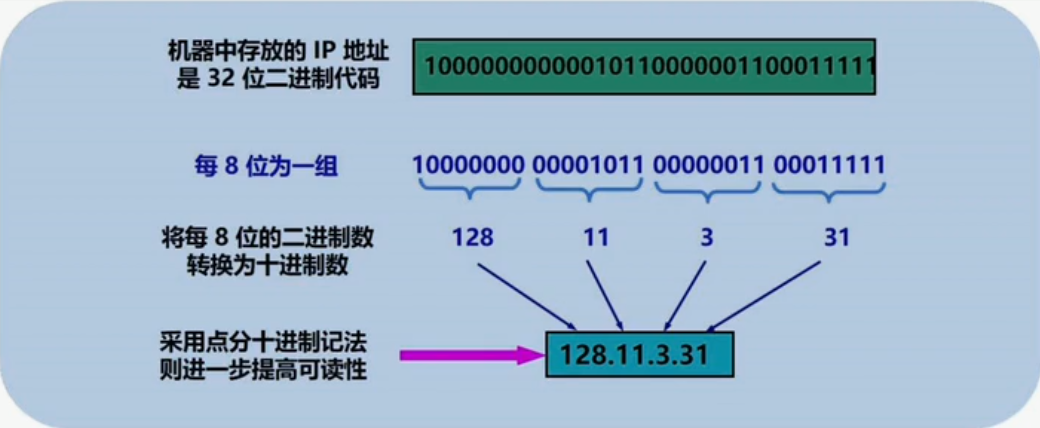 机器中存放的 IP 地址
是 32 位二进制代码
10000000000010110000001100011111
每 8 位为一组
10000000 00001011 00000011 00011111
将每 8 位的二进制数
转换为十进制数
128 11 3 31
采用点分十进制记法
则进一步提高可读性
128.11.3.31